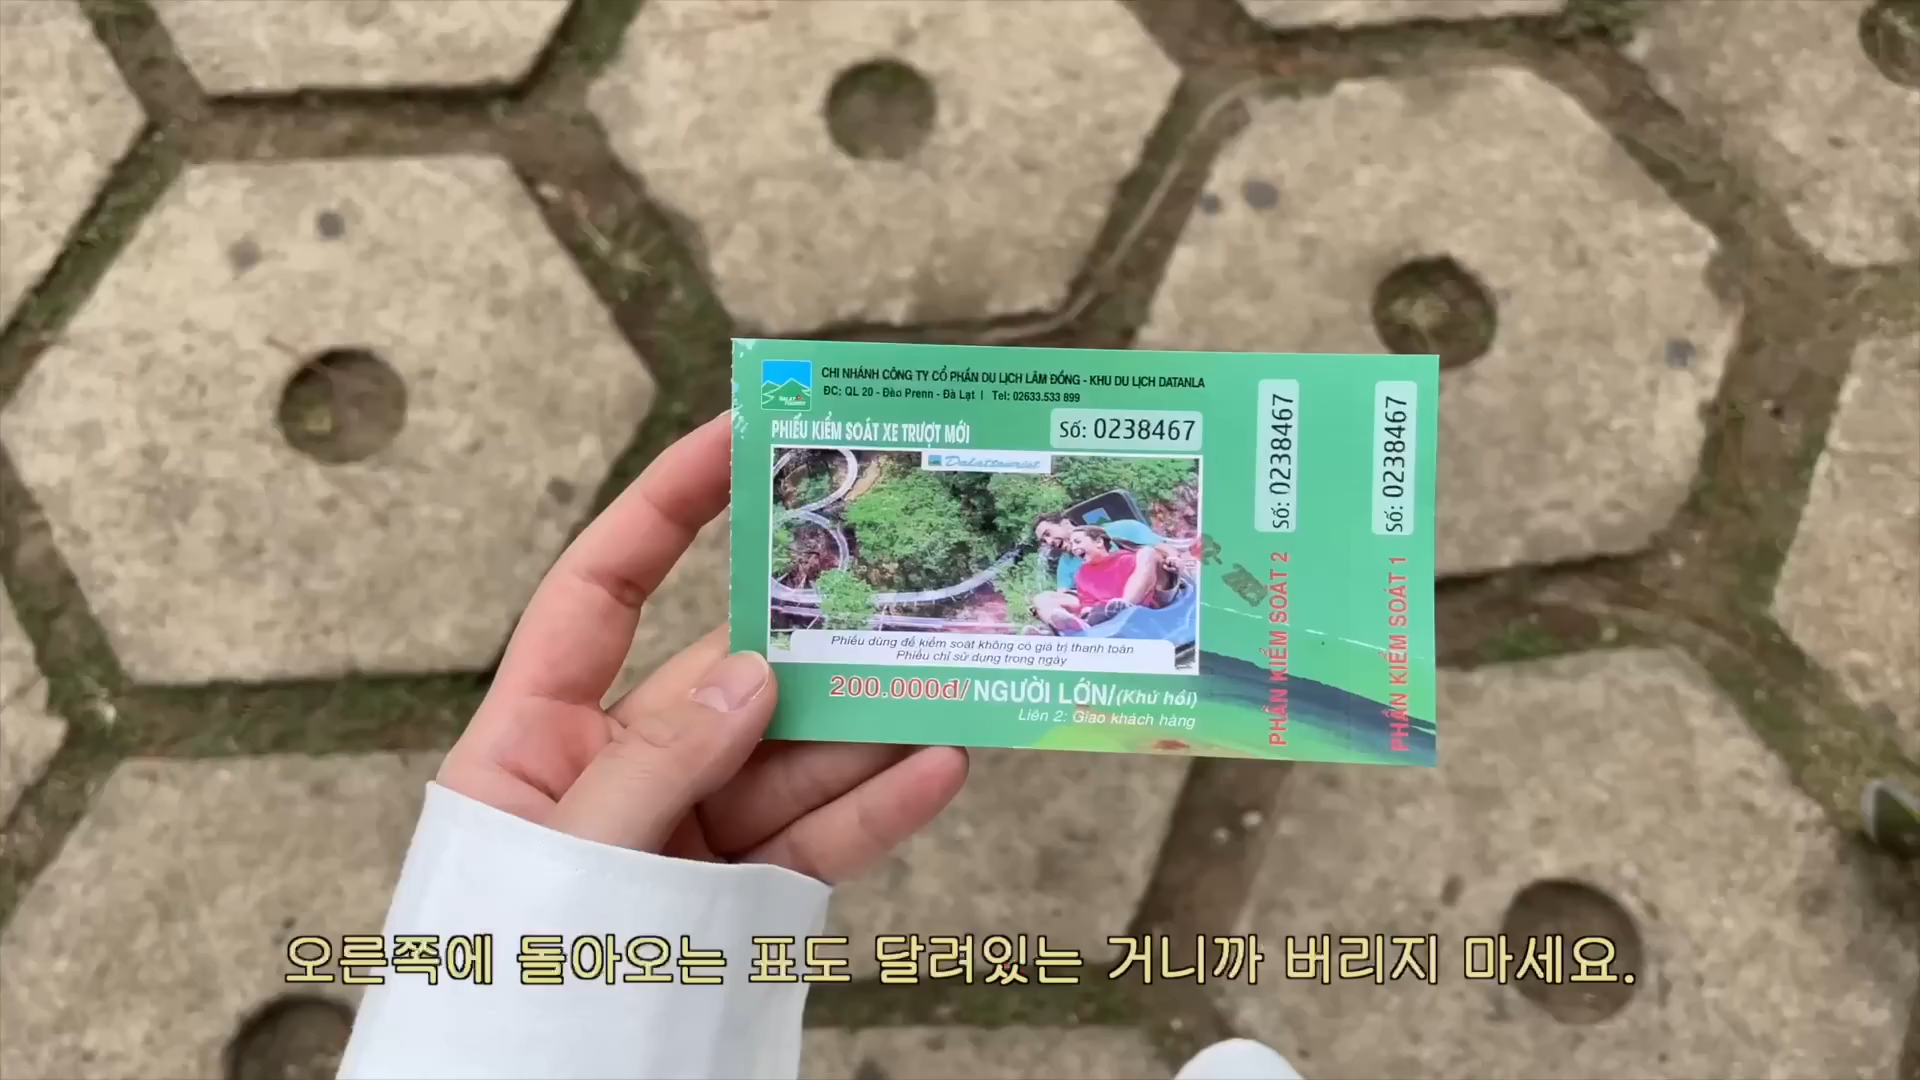 CHI NHÁNH CÔNG TY CỔ PHẦN DU LỊCH LÂM ĐỒNG - KHU DU LỊCH DATANLA
ĐC: QL 20 - Đèo Prenn - Đà Lạt | Tel: 02633.533 899
PHIẾU KIỂM SOÁT XE TRƯỢT MỚI
Số: 0238467
Dalattourist
Phiếu dùng để kiểm soát không có giá trị thanh toán
Phiếu chỉ sử dụng trong ngày
200.000đ/NGƯỜI LỚN/(Khứ hồi)
Liên 2: Giao khách hàng
PHẦN KIỂM SOÁT 2 Số: 0238467
PHẦN KIỂM SOÁT 1 Số: 0238467
오른쪽에 돌아오는 표도 달려있는 거니까 버리지 마세요.